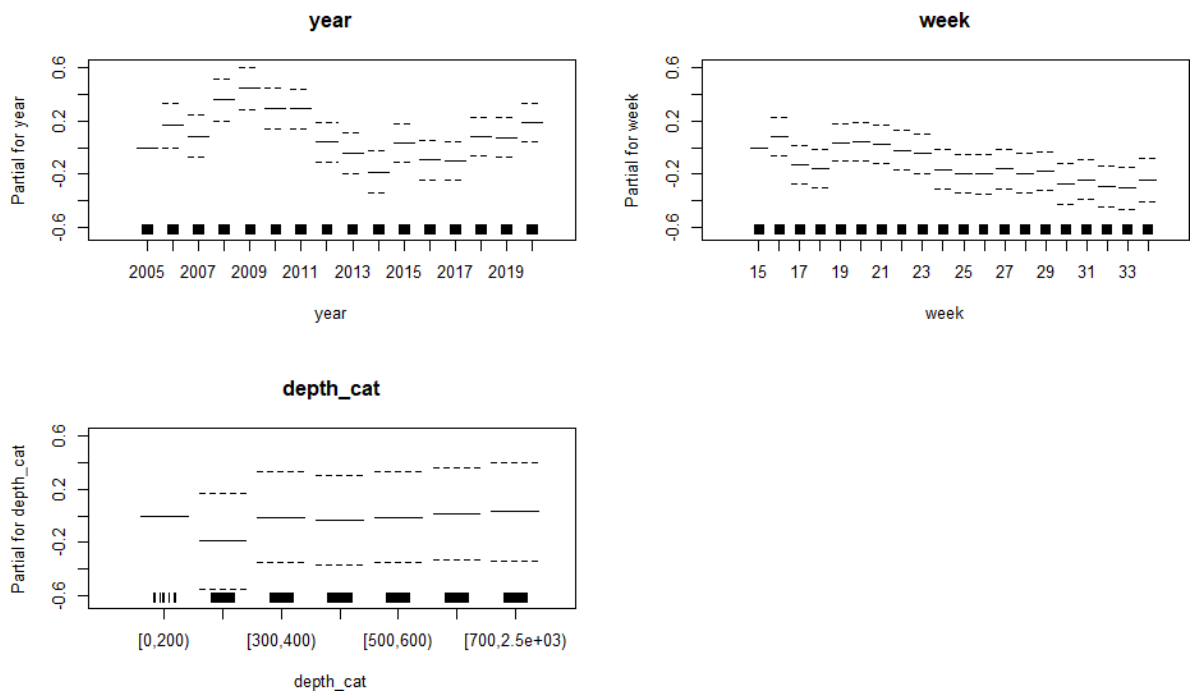 year
Partial for year
0.6
0.2
-0.2
-0.6
2005 2007 2009 2011 2013 2015 2017 2019
year
week
Partial for week
0.6
0.2
-0.2
-0.6
15 17 19 21 23 25 27 29 31 33
week
depth_cat
Partial for depth_cat
0.6
0.2
-0.2
-0.6
[0,200) [300,400) [500,600) [700,2.5e+03)
depth_cat